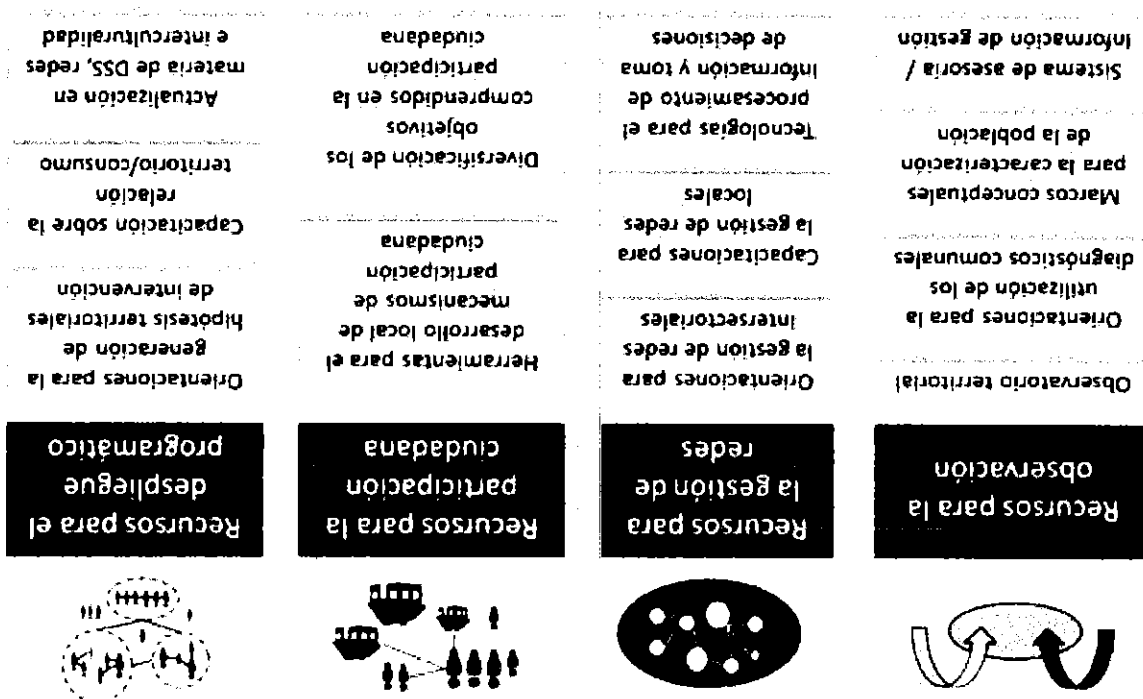 Recursos para la
observación
Observatorio territorial
Orientaciones para la
utilización de los
diagnósticos comunales
Marcos conceptuales
para la caracterización
de la población
Sistema de asesoria /
Información de gestión
Recursos para
la gestión de
redes
Orientaciones para
la gestión de redes
intersectoriales
Capacitaciones para
la gestión de redes
locales
Tecnologías para el
procesamiento de
información y toma
de decisiones
Recursos para la
participación
ciudadana
Herramientas para el
desarrollo local de
mecanismos de
participación
ciudadana
Diversificación de los
objetivos
comprendidos en la
participación
ciudadana
Recursos para el
despliegue
programático
Orientaciones para la
generación de
hipótesis territoriales
de intervención
Capacitación sobre la
relación
territorio/consumo
Actualización en
materia de DSS, redes
e interculturalidad